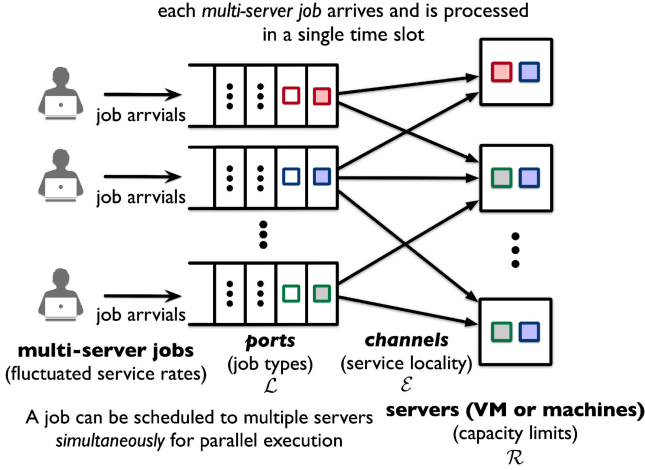 each multi-server job arrives and is processed
in a single time slot
job arrvials
job arrvials
job arrvials
multi-server jobs
(fluctuated service rates)
ports
(job types)
ℒ
channels
(service locality)
ℰ
servers (VM or machines)
(capacity limits)
ℛ
A job can be scheduled to multiple servers
simultaneously for parallel execution